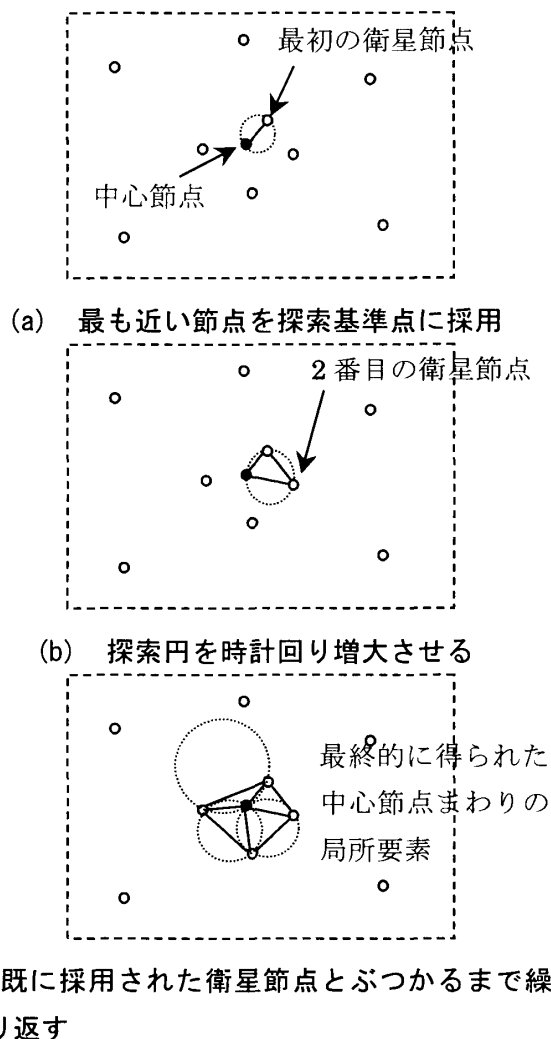 最初の衛星節点
中心節点
(a) 最も近い節点を探索基準点に採用
2番目の衛星節点
(b) 探索円を時計回り増大させる
最終的に得られた
中心節点まわりの
局所要素
既に採用された衛星節点とぶつかるまで繰
り返す